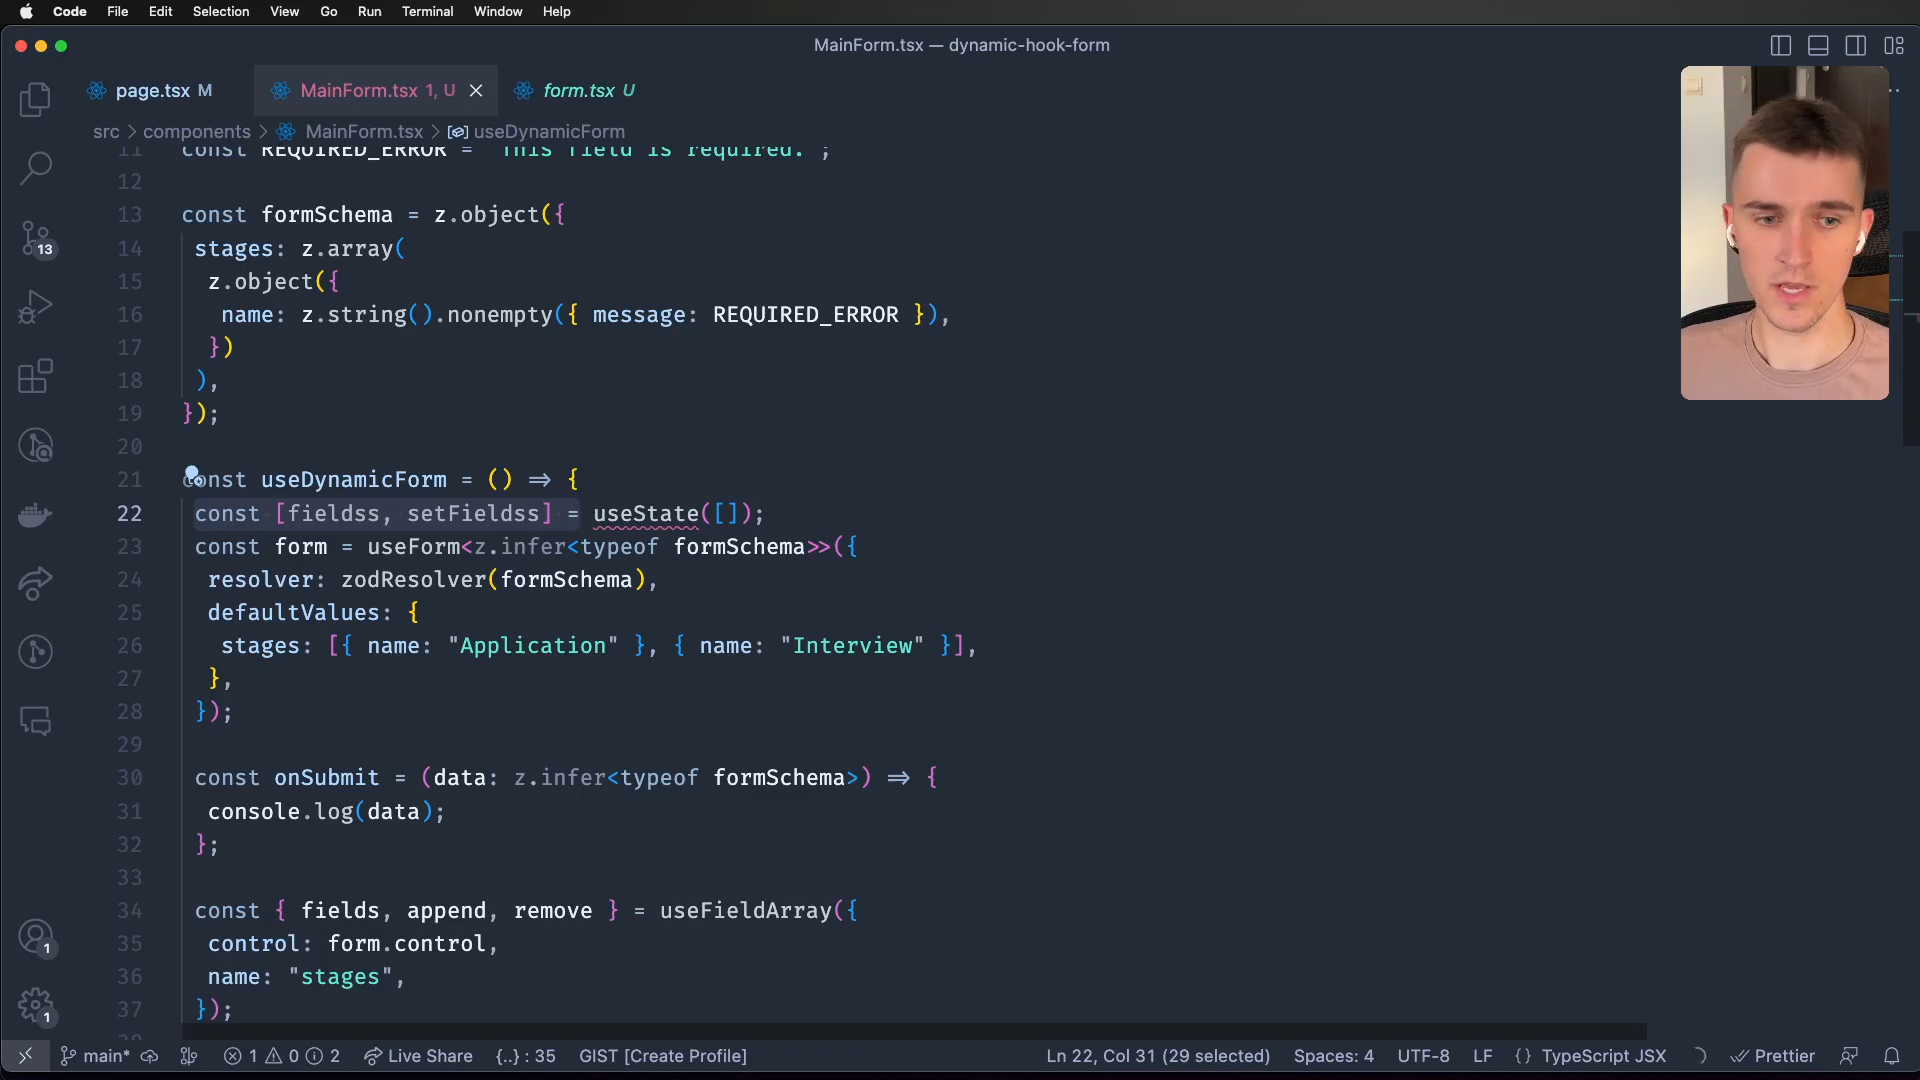 Code File Edit Selection View Go Run Terminal Window Help
MainForm.tsx — dynamic-hook-form
page.tsx M
MainForm.tsx 1, U
form.tsx U
src > components > MainForm.tsx > useDynamicForm
11 const REQUIRED_ERROR = "This field is required.";
12
13 const formSchema = z.object({
14 stages: z.array(
15 z.object({
16 name: z.string().nonempty({ message: REQUIRED_ERROR }),
17 })
18 ),
19 });
20
21 const useDynamicForm = () => {
22 const [fieldss, setFieldss] = useState([]);
23 const form = useForm<z.infer<typeof formSchema>>({
24 resolver: zodResolver(formSchema),
25 defaultValues: {
26 stages: [{ name: "Application" }, { name: "Interview" }],
27 },
28 });
29
30 const onSubmit = (data: z.infer<typeof formSchema>) => {
31 console.log(data);
32 };
33
34 const { fields, append, remove } = useFieldArray({
35 control: form.control,
36 name: "stages",
37 });
13
1
1
main* 1 0 2 Live Share {..} : 35 GIST [Create Profile] Ln 22, Col 31 (29 selected) Spaces: 4 UTF-8 LF {} TypeScript JSX Prettier